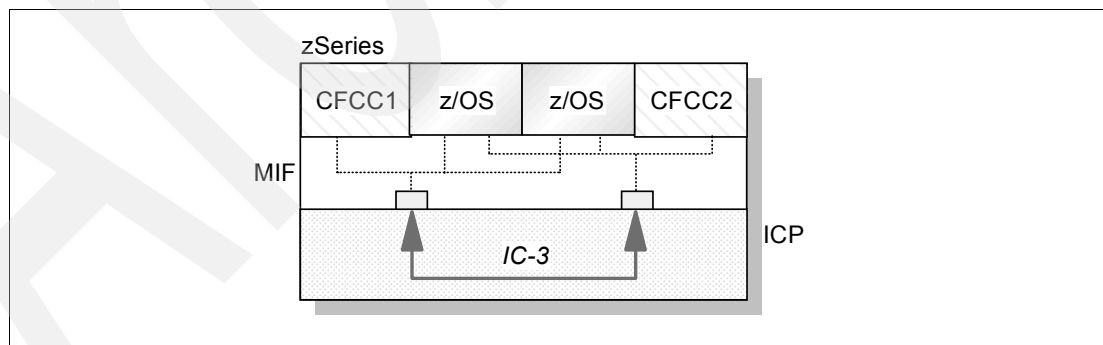 zSeries
CFCC1 z/OS z/OS CFCC2
MIF
ICP
IC-3